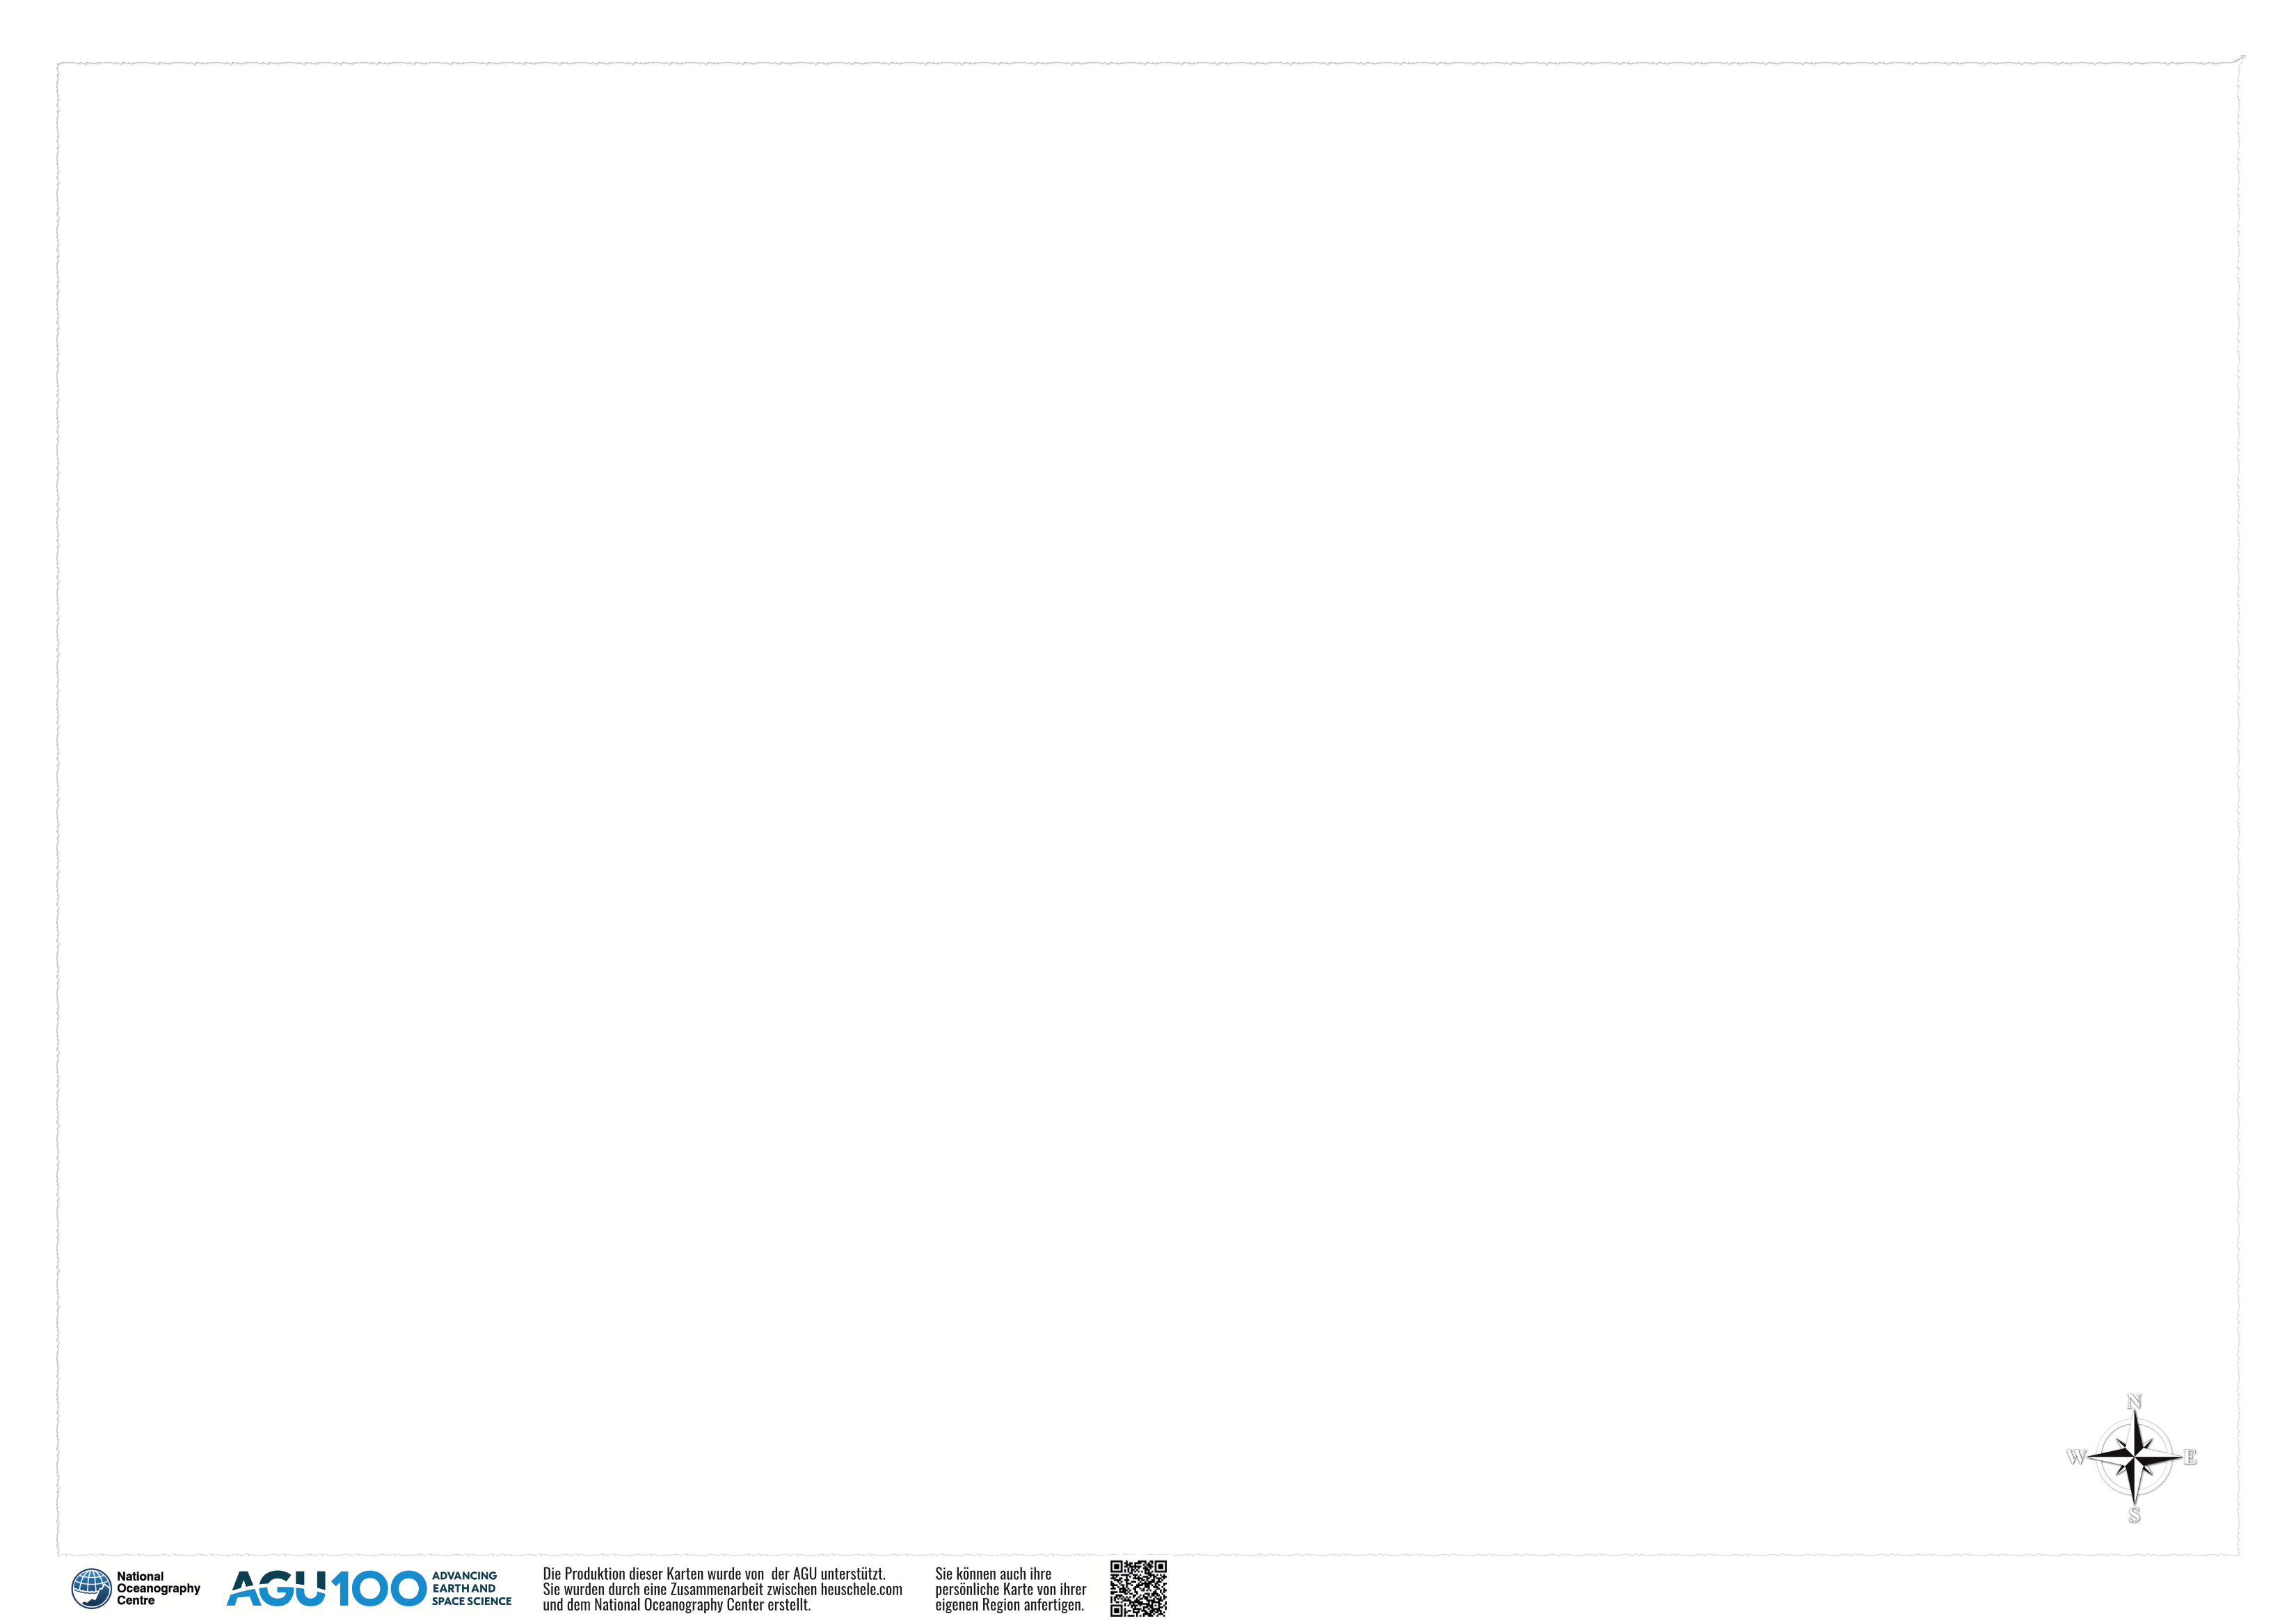 N
W
E
S
National
Oceanography
Centre
AGU100
ADVANCING
EARTH AND
SPACE SCIENCE
Die Produktion dieser Karten wurde von  der AGU unterstützt.
Sie wurden durch eine Zusammenarbeit zwischen heuschele.com
und dem National Oceanography Center erstellt.
Sie können auch ihre
persönliche Karte von ihrer
eigenen Region anfertigen.